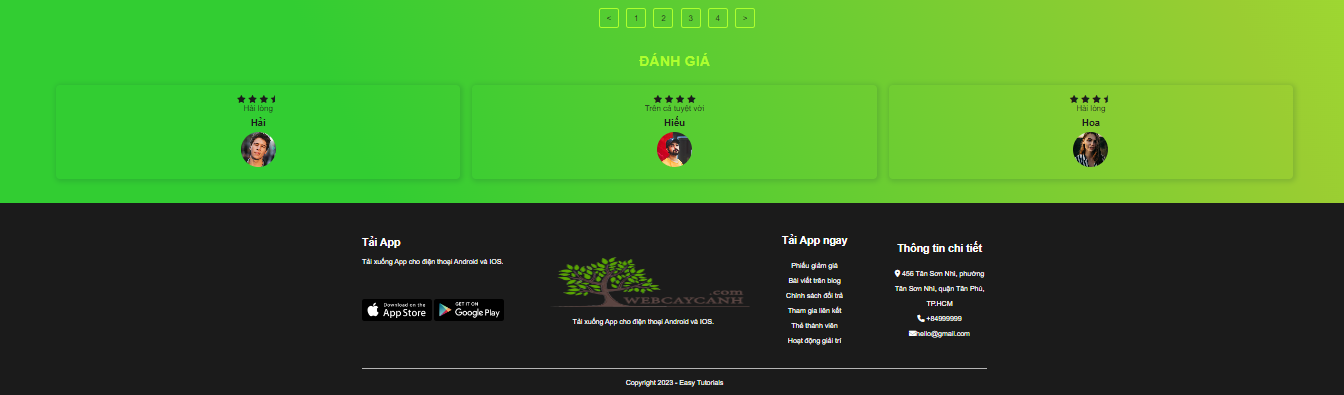 < 1 2 3 4 >
ĐÁNH GIÁ
Hài lòng
Hải
Trên cả tuyệt vời
Hiếu
Hài lòng
Hoa
Tải App
Tải xuống App cho điện thoại Android và IOS.
Download on the
App Store
GET IT ON
Google Play
.com
WEBCAYCANH
Tải xuống App cho điện thoại Android và IOS.
Tải App ngay
Phiếu giảm giá
Bài viết trên blog
Chính sách đổi trả
Tham gia liên kết
Thẻ thành viên
Hoạt động giải trí
Thông tin chi tiết
456 Tân Sơn Nhì, phường
Tân Sơn Nhì, quận Tân Phú,
TP.HCM
+84999999
hello@gmail.com
Copyright 2023 - Easy Tutorials